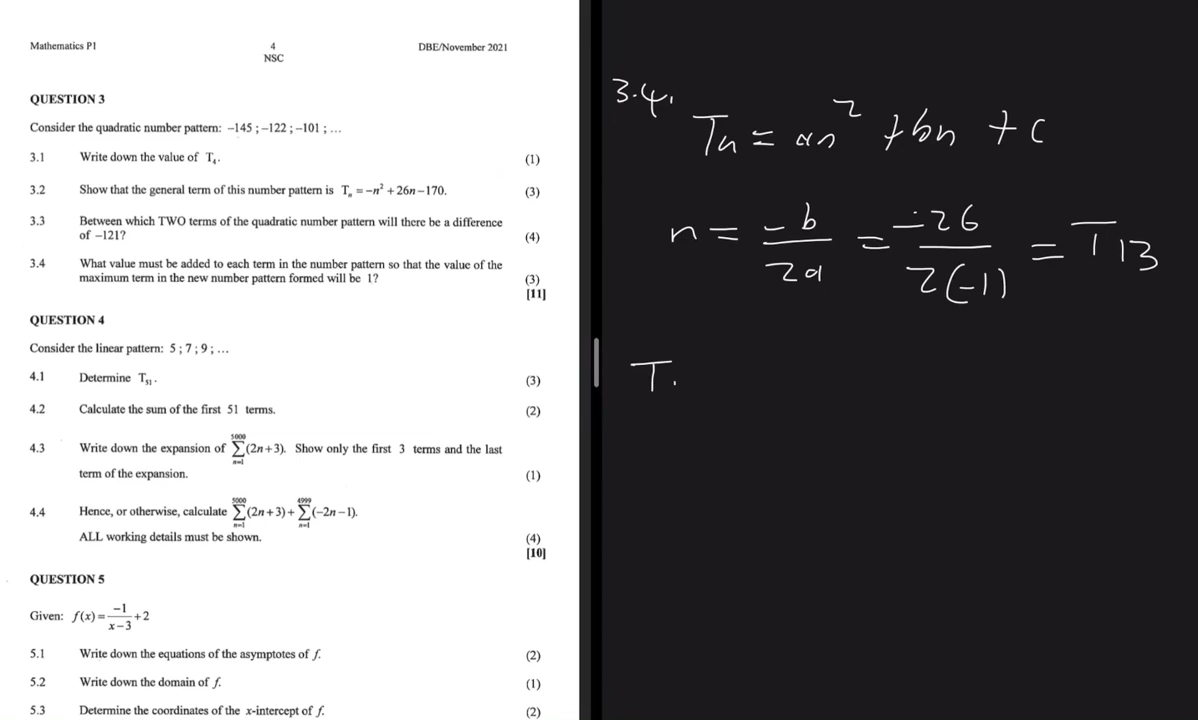 Mathematics P1 4 DBE/November 2021
NSC
QUESTION 3
Consider the quadratic number pattern: −145 ; −122 ; −101 ; …
3.1 Write down the value of T₄. (1)
3.2 Show that the general term of this number pattern is Tₙ = −n² + 26n − 170. (3)
3.3 Between which TWO terms of the quadratic number pattern will there be a difference
of −121? (4)
3.4 What value must be added to each term in the number pattern so that the value of the
maximum term in the new number pattern formed will be 1? (3)
[11]
QUESTION 4
Consider the linear pattern: 5 ; 7 ; 9 ; …
4.1 Determine T₅₁. (3)
4.2 Calculate the sum of the first 51 terms. (2)
4.3 Write down the expansion of ∑_{n=1}^{5000} (2n+3). Show only the first 3 terms and the last
term of the expansion. (1)
4.4 Hence, or otherwise, calculate ∑_{n=1}^{5000} (2n+3) + ∑_{n=1}^{4999} (−2n−1).
ALL working details must be shown. (4)
[10]
QUESTION 5
Given: f(x) = −1/(x−3) + 2
5.1 Write down the equations of the asymptotes of f. (2)
5.2 Write down the domain of f. (1)
5.3 Determine the coordinates of the x-intercept of f. (2)
3.4.
Tn = an² + bn + c
n = −b/2a = −26/2(−1) = T13
T.